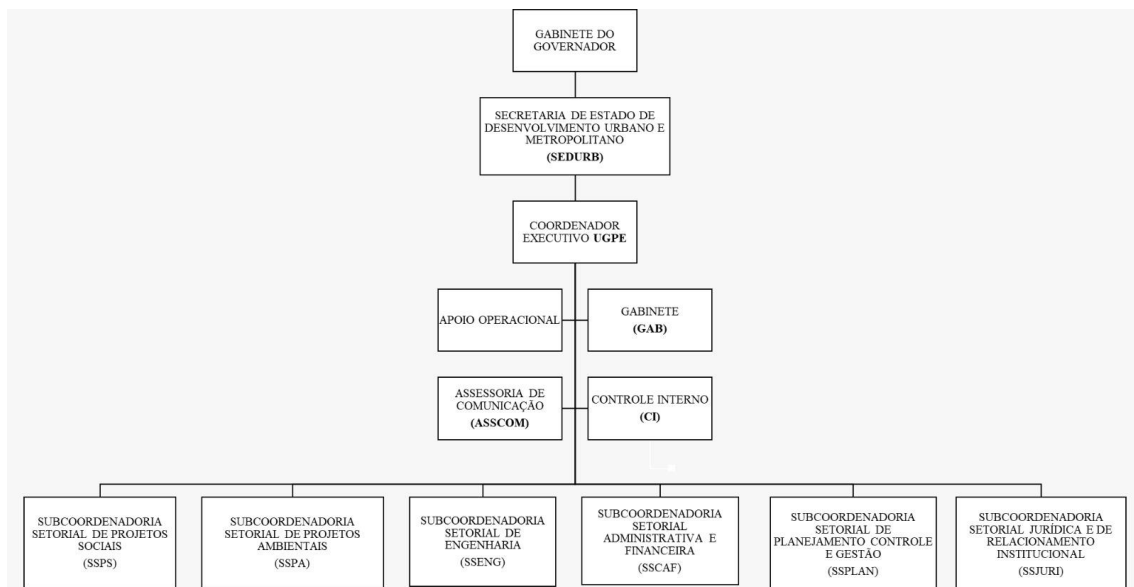 GABINETE DO
GOVERNADOR
SECRETARIA DE ESTADO DE
DESENVOLVIMENTO URBANO E
METROPOLITANO
(SEDURB)
COORDENADOR
EXECUTIVO UGPE
APOIO OPERACIONAL
GABINETE
(GAB)
ASSESSORIA DE
COMUNICAÇÃO
(ASSCOM)
CONTROLE INTERNO
(CI)
SUBCOORDENADORIA
SETORIAL DE PROJETOS
SOCIAIS
(SSPS)
SUBCOORDENADORIA
SETORIAL DE PROJETOS
AMBIENTAIS
(SSPA)
SUBCOORDENADORIA
SETORIAL DE
ENGENHARIA
(SSENG)
SUBCOORDENADORIA
SETORIAL
ADMINISTRATIVA E
FINANCEIRA
(SSCAF)
SUBCOORDENADORIA
SETORIAL DE
PLANEJAMENTO CONTROLE
E GESTÃO
(SSPLAN)
SUBCOORDENADORIA
SETORIAL JURÍDICA E DE
RELACIONAMENTO
INSTITUCIONAL
(SSJURI)